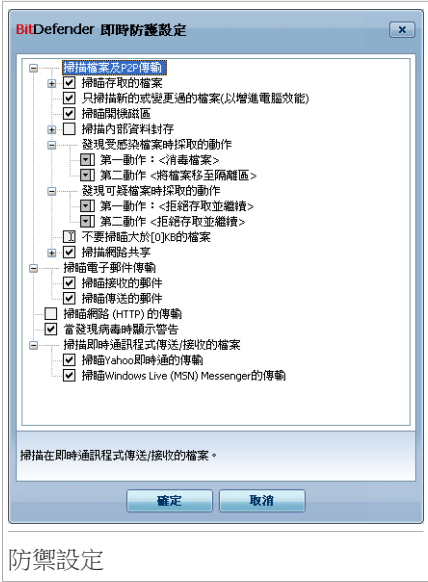 BitDefender 即時防護設定
掃描檔案及P2P傳輸
掃瞄存取的檔案
只掃描新的或變更過的檔案(以增進電腦效能)
掃瞄開機磁區
掃描內部資料封存
發現受感染檔案時採取的動作
第一動作：<消毒檔案>
第二動作 <將檔案移至隔離區>
發現可疑檔案時採取的動作
第一動作：<拒絕存取並繼續>
第二動作 <拒絕存取並繼續>
不要掃瞄大於[0]KB的檔案
掃描網路共享
掃瞄電子郵件傳輸
掃瞄接收的郵件
掃瞄傳送的郵件
掃瞄網路 (HTTP) 的傳輸
當發現病毒時顯示警告
掃瞄即時通訊程式傳送/接收的檔案
掃瞄Yahoo即時通的傳輸
掃瞄Windows Live (MSN) Messenger的傳輸
掃描在即時通訊程式傳送/接收的檔案。
確定
取消
防禦設定